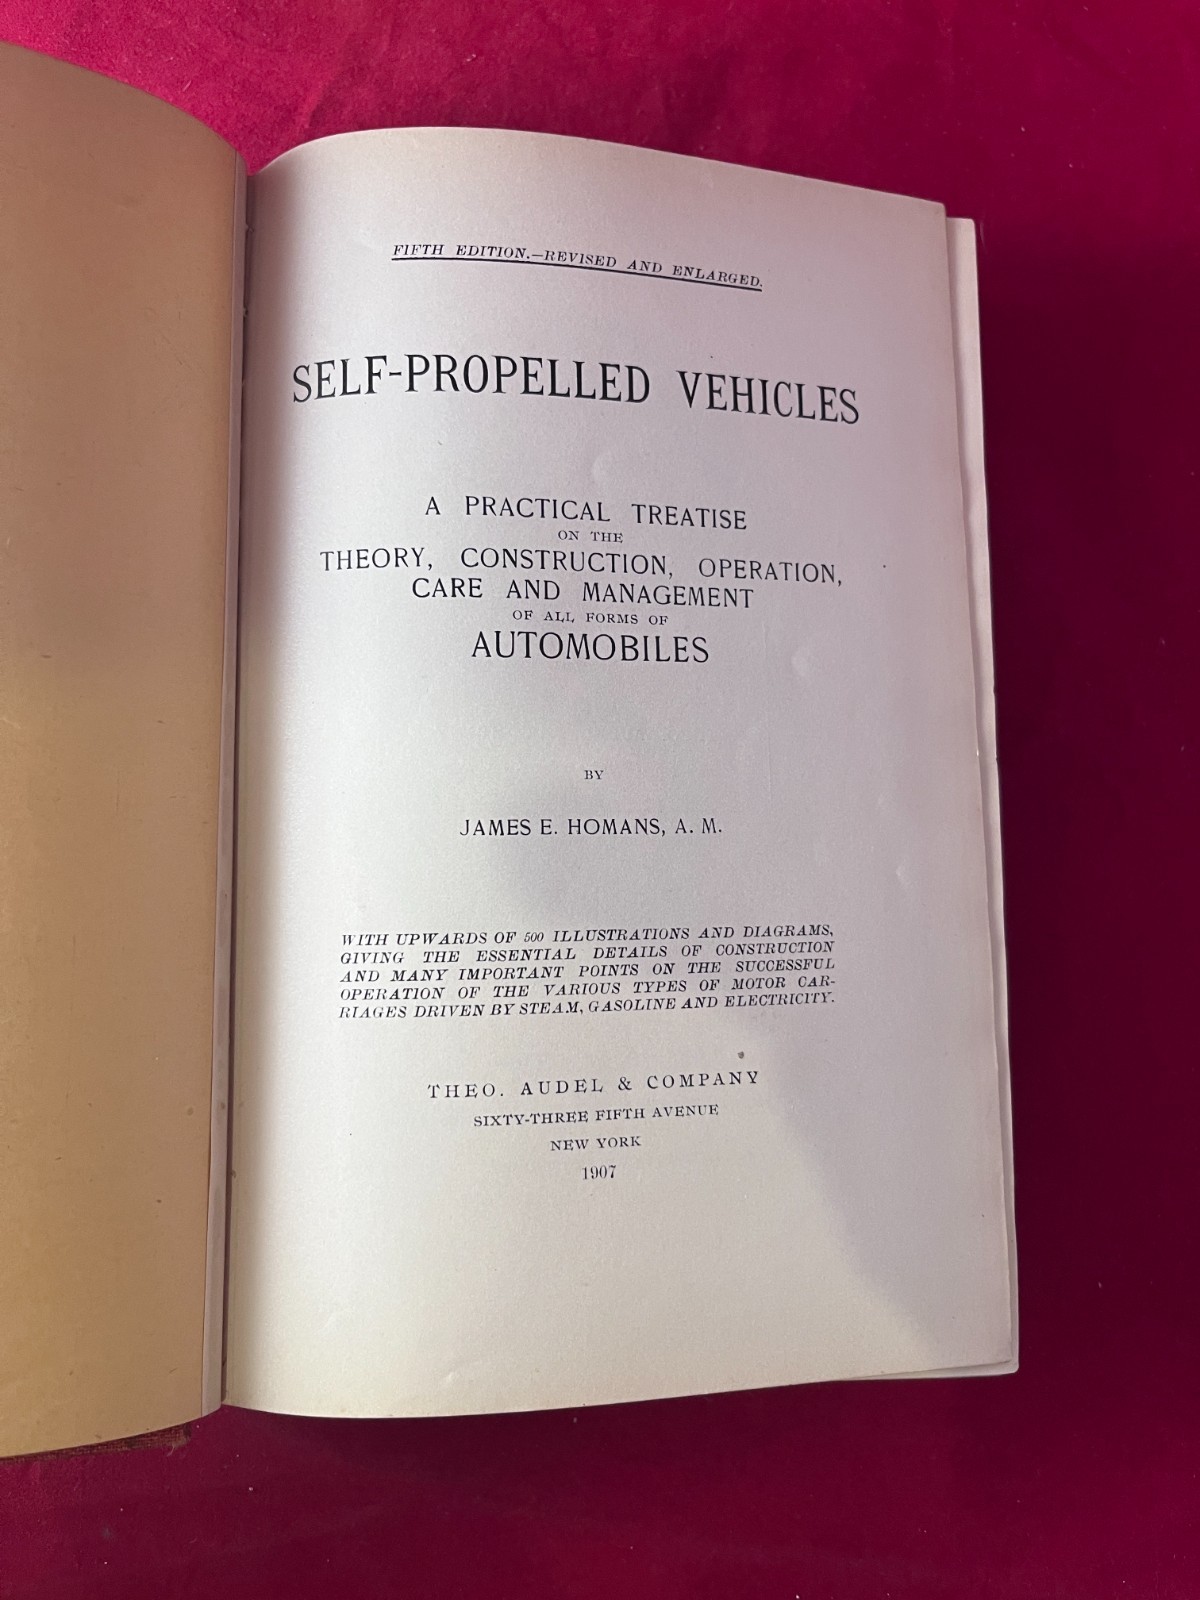 FIFTH EDITION.—REVISED AND ENLARGED.
SELF-PROPELLED VEHICLES
A PRACTICAL TREATISE
ON THE
THEORY, CONSTRUCTION, OPERATION,
CARE AND MANAGEMENT
OF ALL FORMS OF
AUTOMOBILES
BY
JAMES E. HOMANS, A. M.
WITH UPWARDS OF 500 ILLUSTRATIONS AND DIAGRAMS,
GIVING THE ESSENTIAL DETAILS OF CONSTRUCTION
AND MANY IMPORTANT POINTS ON THE SUCCESSFUL
OPERATION OF THE VARIOUS TYPES OF MOTOR CAR-
RIAGES DRIVEN BY STEAM, GASOLINE AND ELECTRICITY.
THEO. AUDEL & COMPANY
SIXTY-THREE FIFTH AVENUE
NEW YORK
1907